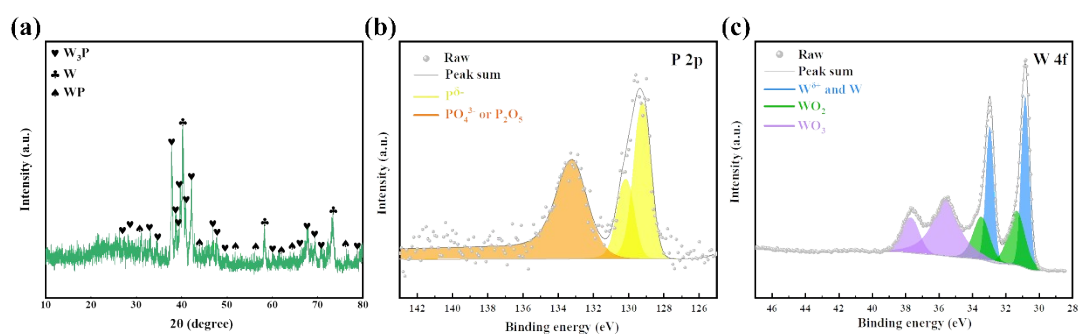 (a)
♥ W₃P
♣ W
♠ WP
Intensity (a.u.)
10 20 30 40 50 60 70 80
2θ (degree)
(b)
P 2p
Raw
Peak sum
pδ-
PO₄³⁻ or P₂O₅
Intensity (a.u.)
142 140 138 136 134 132 130 128 126
Binding energy (eV)
(c)
W 4f
Raw
Peak sum
Wδ− and W
WO₂
WO₃
Intensity (a.u.)
46 44 42 40 38 36 34 32 30 28
Binding energy (eV)